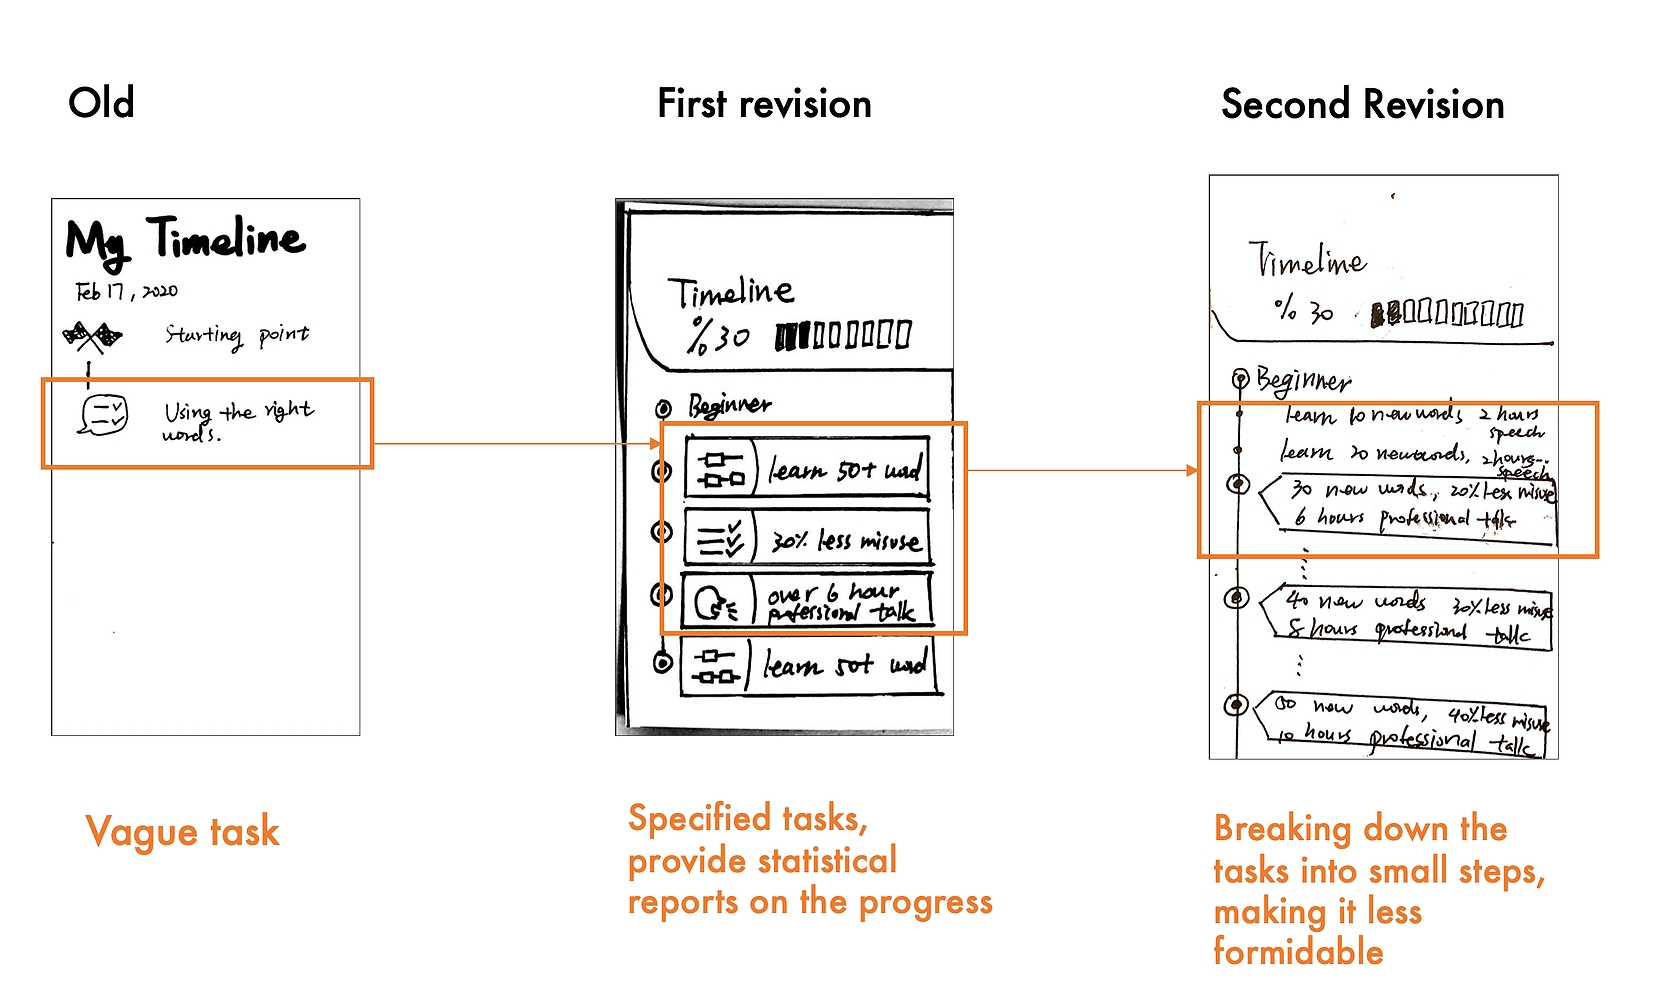 Old
My Timeline
Feb 17, 2020
Starting point
Using the right
words.
Vague task
First revision
Timeline
%30
Beginner
learn 50+ word
30% less misuse
over 6 hour
professional talk
learn 50+ word
Specified tasks,
provide statistical
reports on the progress
Second Revision
Timeline
% 30
Beginner
learn 10 new words 2 hours
speech
learn 20 new words, 2 hours...
speech
30 new words, 20% less misuse
6 hours professional talk
40 new words 30% less misuse
8 hours professional talk
new words, 40% less misuse
10 hours professional talk
Breaking down the
tasks into small steps,
making it less
formidable